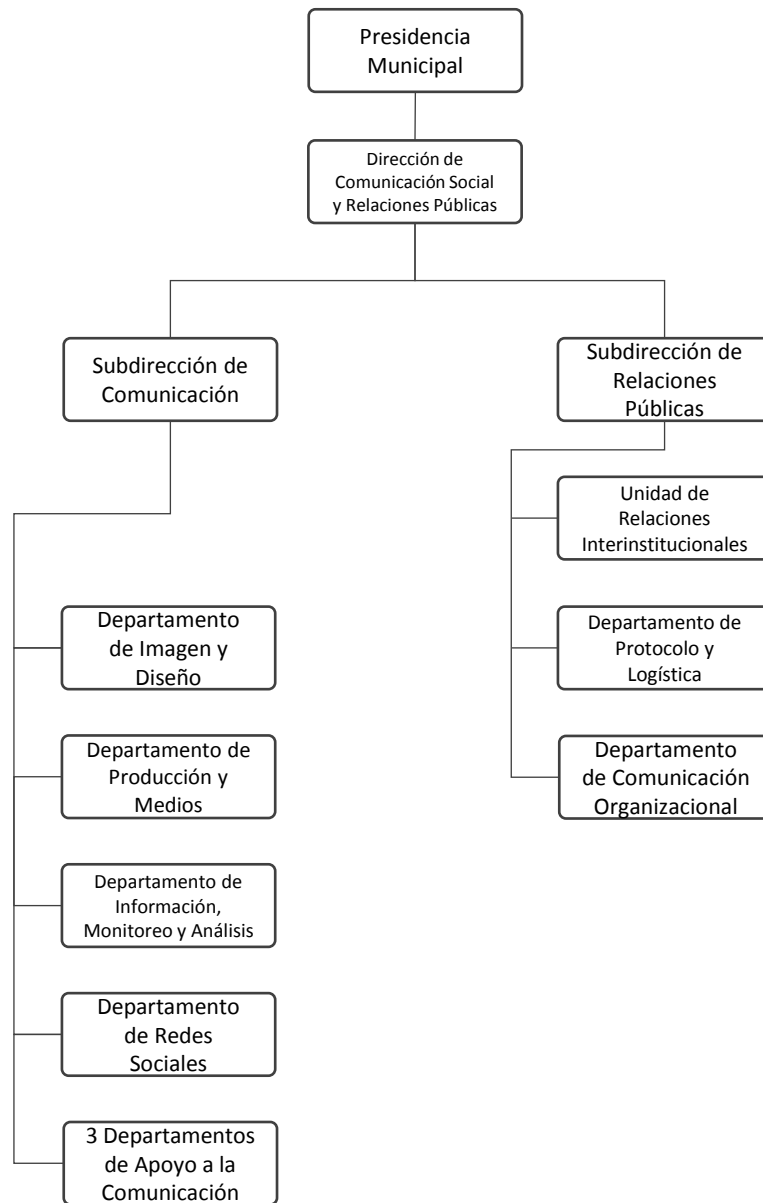 Presidencia
Municipal
Dirección de
Comunicación Social
y Relaciones Públicas
Subdirección de
Comunicación
Departamento
de Imagen y
Diseño
Departamento de
Producción y
Medios
Departamento de
Información,
Monitoreo y Análisis
Departamento
de Redes
Sociales
3 Departamentos
de Apoyo a la
Comunicación
Subdirección de
Relaciones
Públicas
Unidad de
Relaciones
Interinstitucionales
Departamento de
Protocolo y
Logística
Departamento
de Comunicación
Organizacional